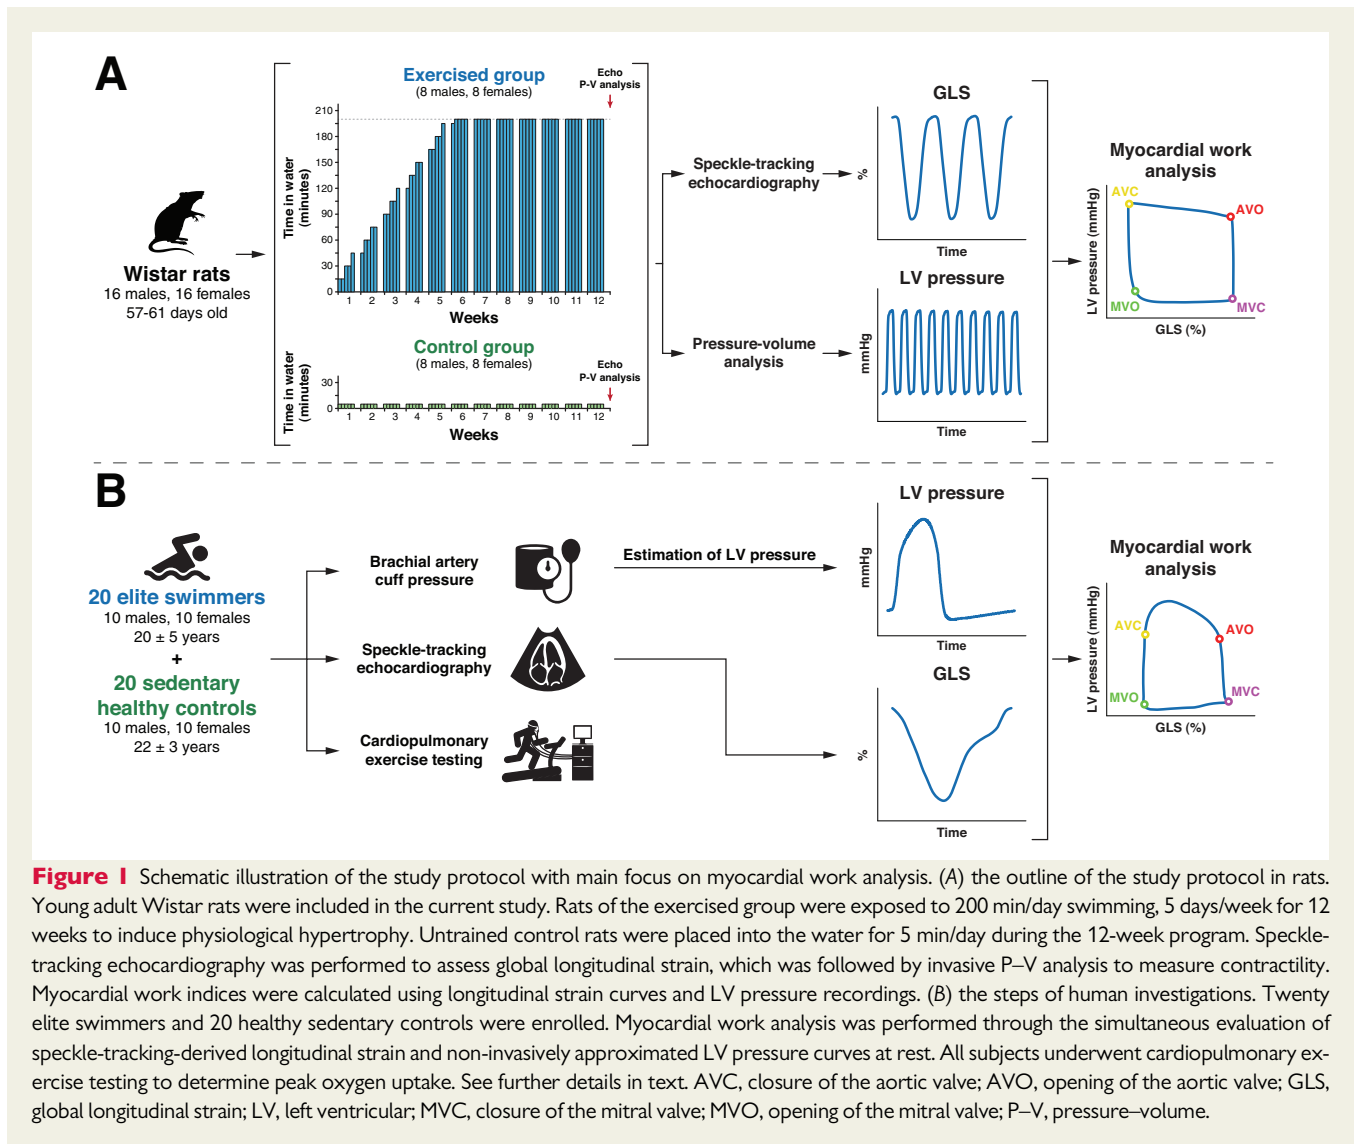 A
Exercised group
(8 males, 8 females)
Echo
P-V analysis
Time in water
(minutes)
210
180
150
120
90
60
30
0
1 2 3 4 5 6 7 8 9 10 11 12
Weeks
Wistar rats
16 males, 16 females
57-61 days old
Control group
(8 males, 8 females)
Echo
P-V analysis
Time in water
(minutes)
30
0
1 2 3 4 5 6 7 8 9 10 11 12
Weeks
Speckle-tracking
echocardiography
Pressure-volume
analysis
GLS
%
Time
LV pressure
mmHg
Time
Myocardial work
analysis
LV pressure (mmHg)
AVC
AVO
MVO
MVC
GLS (%)
B
20 elite swimmers
10 males, 10 females
20 ± 5 years
+
20 sedentary
healthy controls
10 males, 10 females
22 ± 3 years
Brachial artery
cuff pressure
Speckle-tracking
echocardiography
Cardiopulmonary
exercise testing
Estimation of LV pressure
LV pressure
mmHg
Time
GLS
%
Time
Myocardial work
analysis
LV pressure (mmHg)
AVC
AVO
MVO
MVC
GLS (%)
Figure 1 Schematic illustration of the study protocol with main focus on myocardial work analysis. (A) the outline of the study protocol in rats.
Young adult Wistar rats were included in the current study. Rats of the exercised group were exposed to 200 min/day swimming, 5 days/week for 12
weeks to induce physiological hypertrophy. Untrained control rats were placed into the water for 5 min/day during the 12-week program. Speckle-
tracking echocardiography was performed to assess global longitudinal strain, which was followed by invasive P–V analysis to measure contractility.
Myocardial work indices were calculated using longitudinal strain curves and LV pressure recordings. (B) the steps of human investigations. Twenty
elite swimmers and 20 healthy sedentary controls were enrolled. Myocardial work analysis was performed through the simultaneous evaluation of
speckle-tracking-derived longitudinal strain and non-invasively approximated LV pressure curves at rest. All subjects underwent cardiopulmonary ex-
ercise testing to determine peak oxygen uptake. See further details in text. AVC, closure of the aortic valve; AVO, opening of the aortic valve; GLS,
global longitudinal strain; LV, left ventricular; MVC, closure of the mitral valve; MVO, opening of the mitral valve; P–V, pressure–volume.